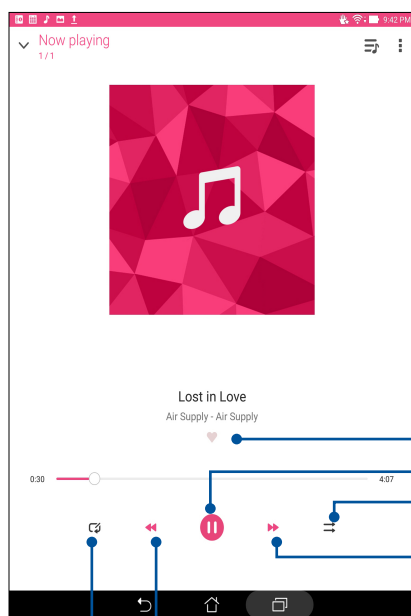 9:42 PM
Now playing
1 / 1
Lost in Love
Air Supply - Air Supply
0:30
4:07